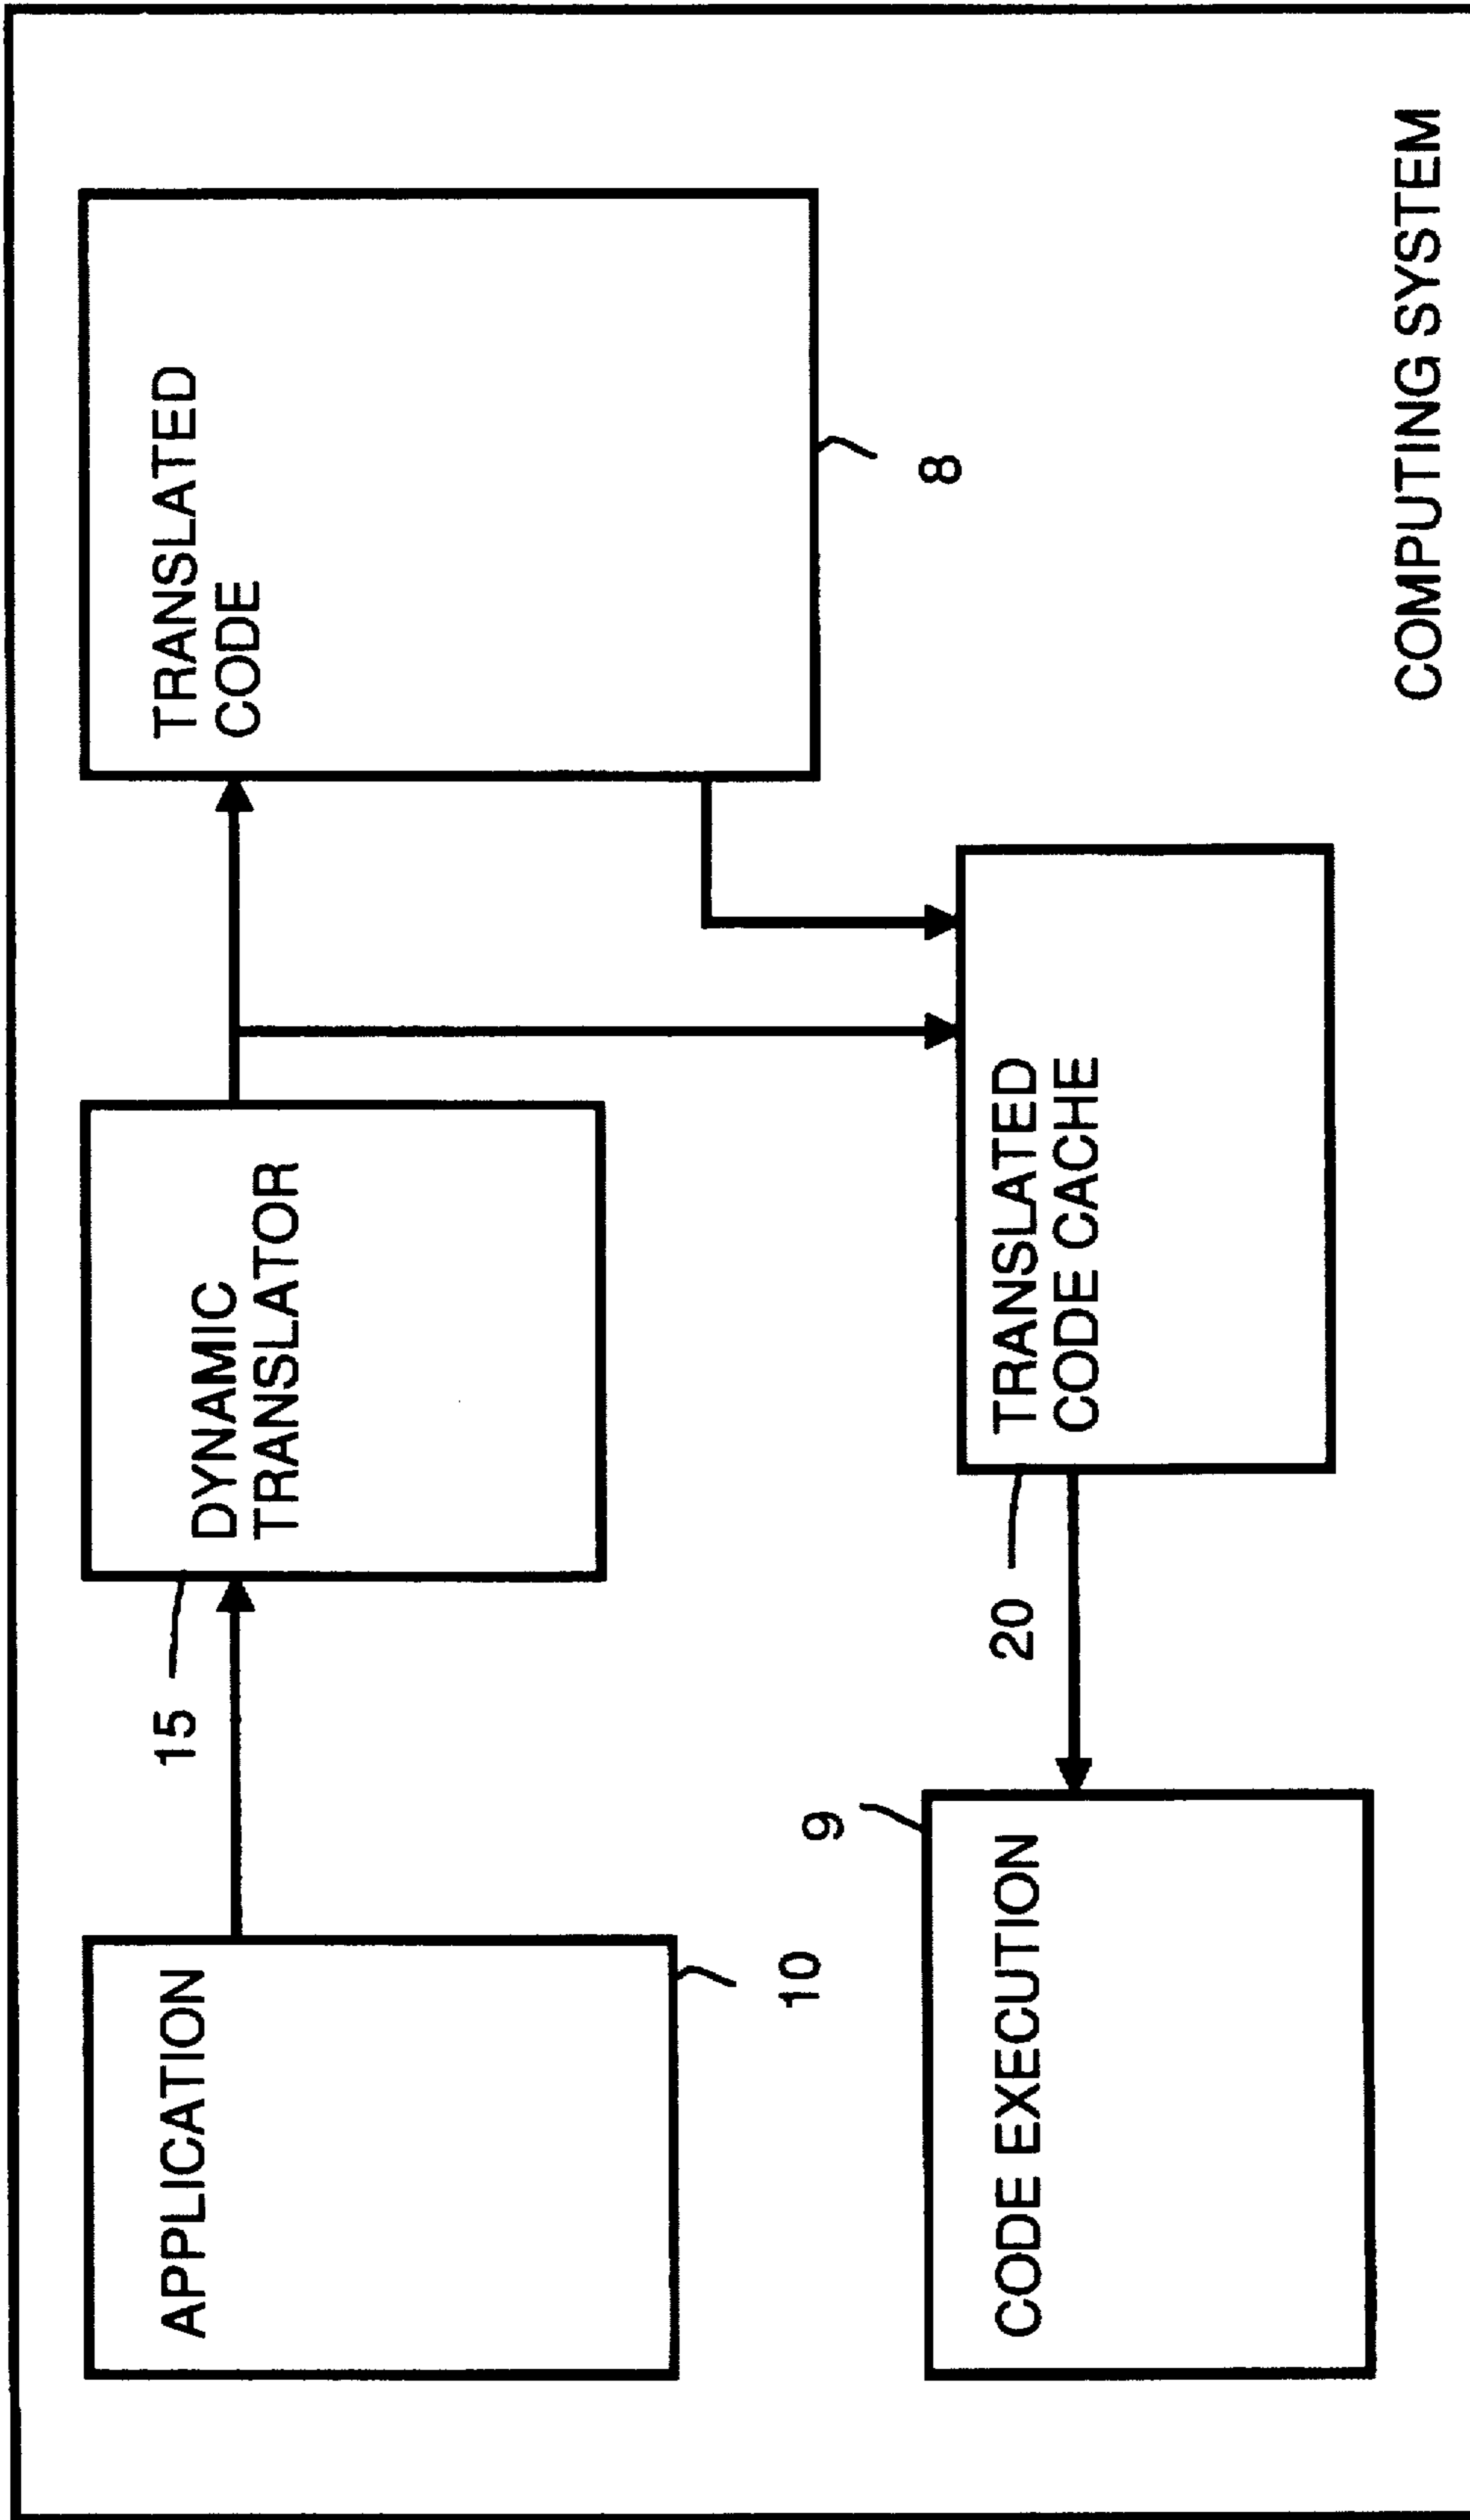 APPLICATION
10
15
DYNAMIC
TRANSLATOR
TRANSLATED
CODE
8
9
CODE EXECUTION
20
TRANSLATED
CODE CACHE
COMPUTING SYSTEM